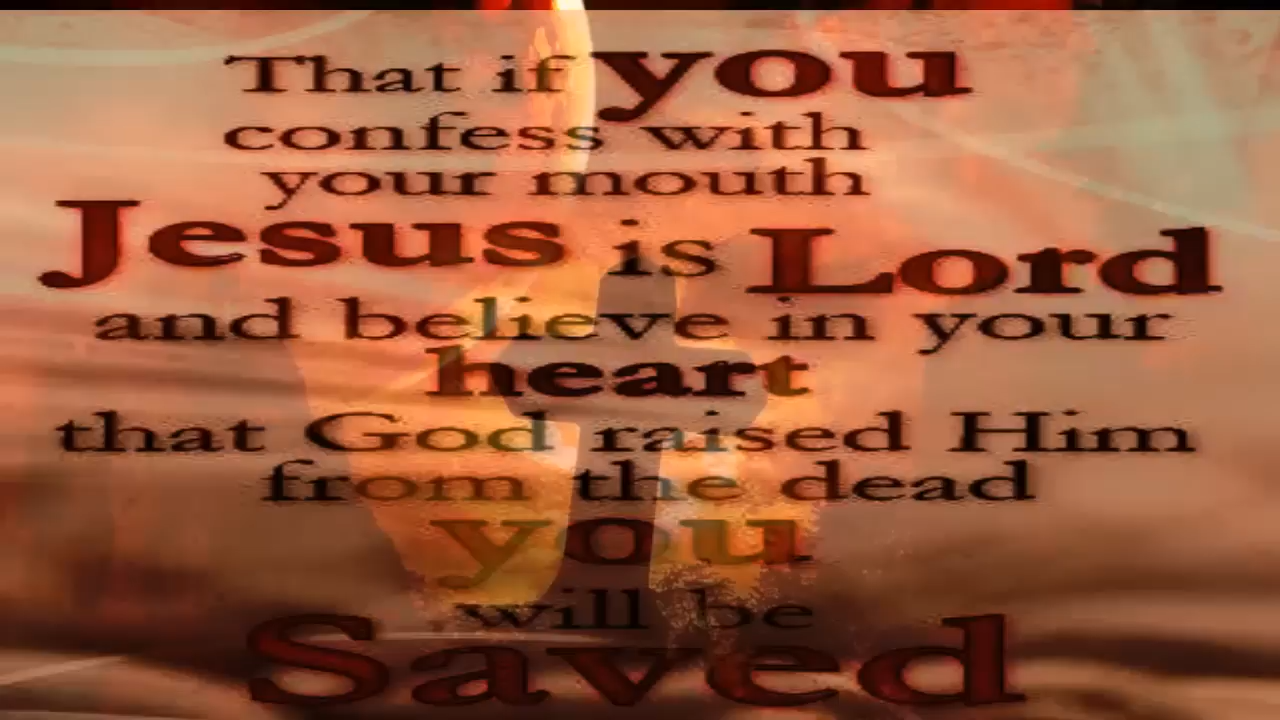 That if you
confess with
your mouth
Jesus is Lord
and believe in your
heart
that God raised Him
from the dead
you
will be
Saved